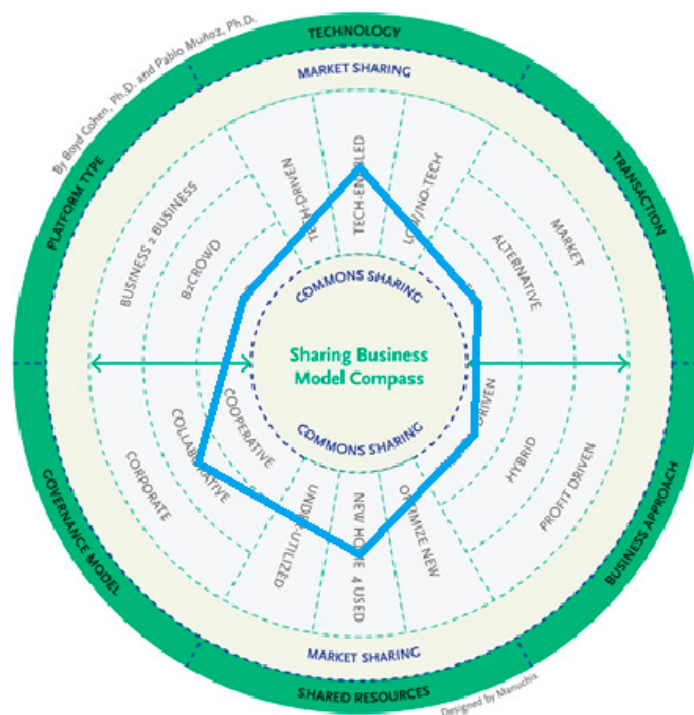 By Boyd Cohen, Ph.D. and Pablo Muñoz, Ph.D.
TECHNOLOGY
MARKET SHARING
TECH-DRIVEN
TECH-ENABLED
LOW/NO-TECH
PLATFORM TYPE
BUSINESS 2 BUSINESS
B2CROWD
TRANSACTION
MARKET
ALTERNATIVE
COMMONS SHARING
Sharing Business
Model Compass
COMMONS SHARING
GOVERNANCE MODEL
CORPORATE
COLLABORATIVE
COOPERATIVE
DRIVEN
HYBRID
PROFIT DRIVEN
BUSINESS APPROACH
UNDER-UTILIZED
NEW HOME 4 USED
OPTIMIZE NEW
MARKET SHARING
SHARED RESOURCES
Designed by Manuchis